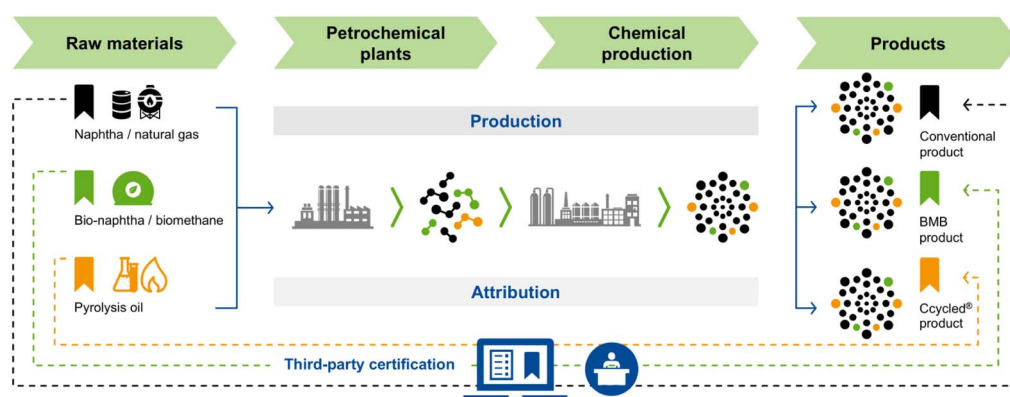 Raw materials
Petrochemical
plants
Chemical
production
Products
Naphtha / natural gas
Bio-naphtha / biomethane
Pyrolysis oil
Production
Attribution
Conventional
product
BMB
product
Ccycled®
product
Third-party certification